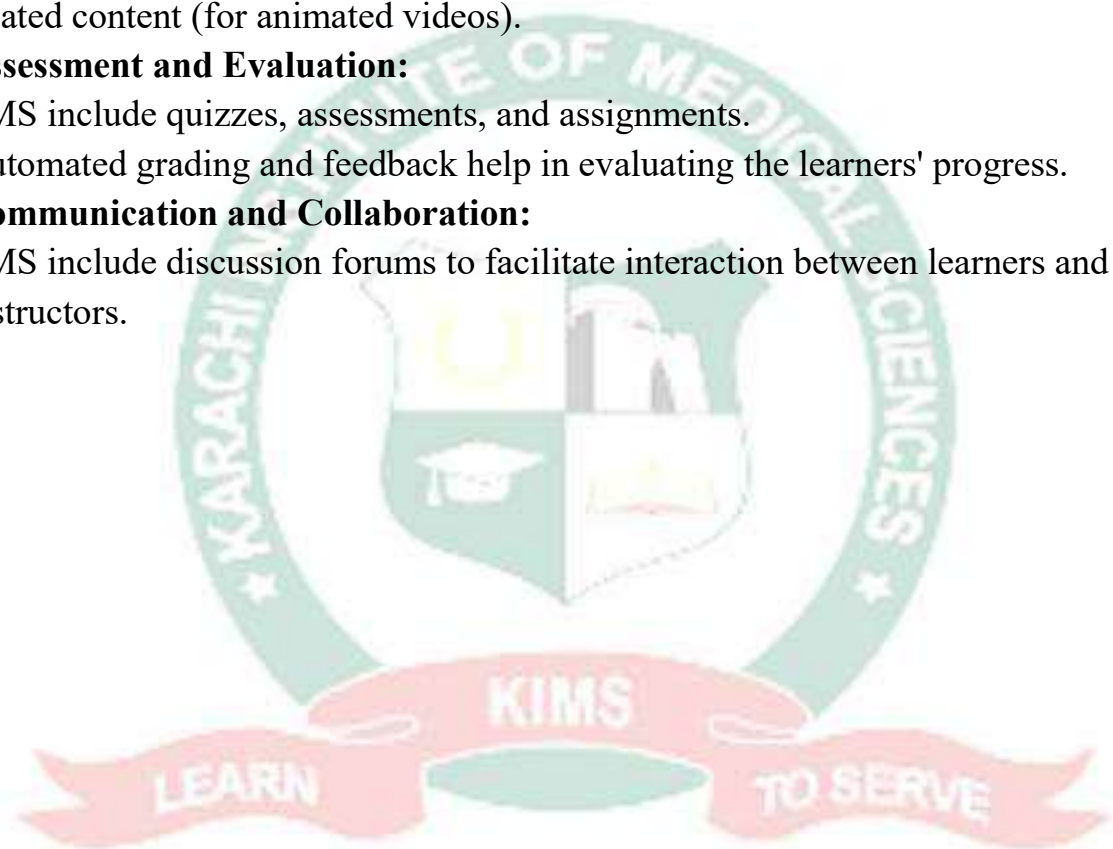 ated content (for animated videos).
ssessment and Evaluation:
MS include quizzes, assessments, and assignments.
utomated grading and feedback help in evaluating the learners' progress.
ommunication and Collaboration:
MS include discussion forums to facilitate interaction between learners and
structors.
KARACHI INSTITUTE OF MEDICAL SCIENCES
KIMS
LEARN TO SERVE